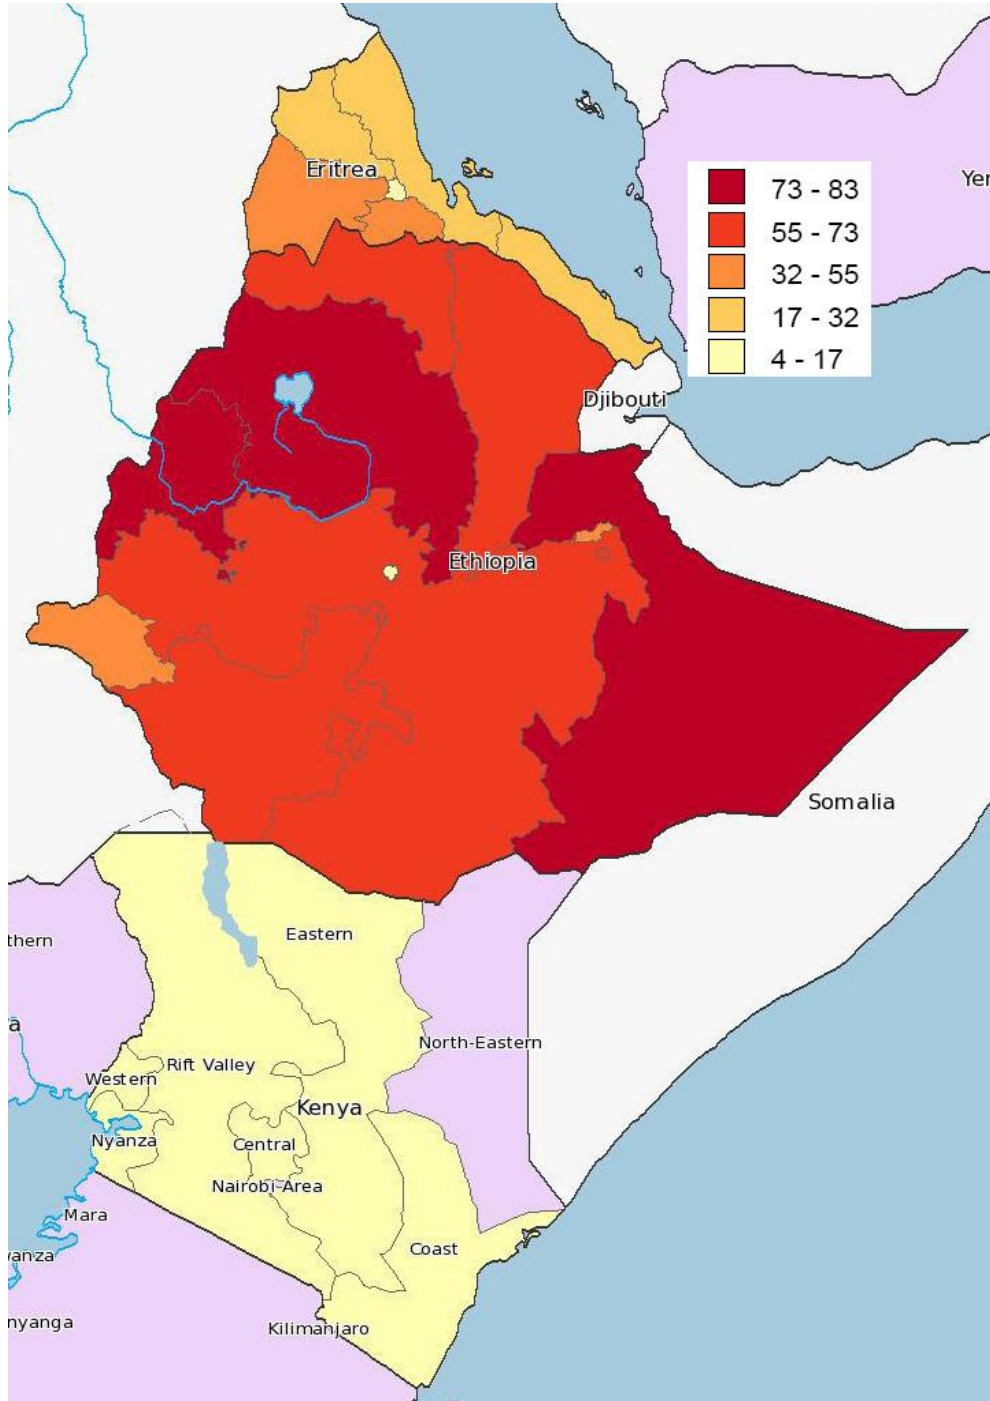 Eritrea
Yer
73 - 83
55 - 73
32 - 55
17 - 32
4 - 17
Djibouti
Ethiopia
Somalia
Eastern
thern
a
North-Eastern
Rift Valley
Western
Kenya
Nyanza
Central
Nairobi Area
Mara
Coast
wanza
nyanga
Kilimanjaro